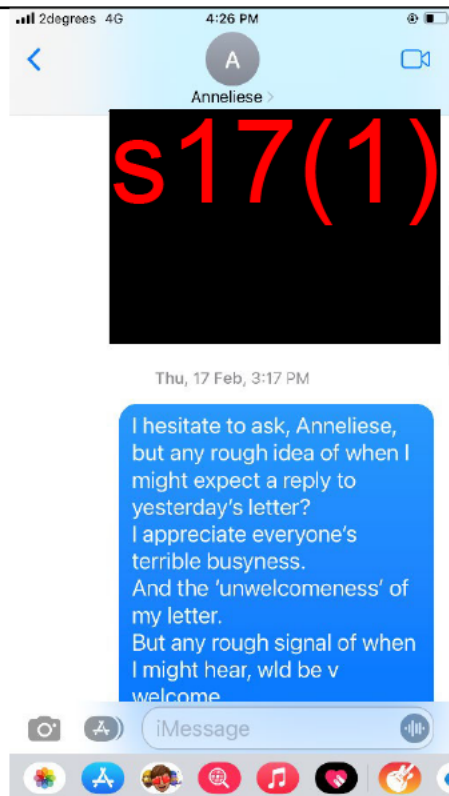 2degrees 4G 4:26 PM
A
Anneliese
s17(1)
Thu, 17 Feb, 3:17 PM
I hesitate to ask, Anneliese,
but any rough idea of when I
might expect a reply to
yesterday's letter?
I appreciate everyone's
terrible busyness.
And the 'unwelcomeness' of
my letter.
But any rough signal of when
I might hear, wld be v
welcome
iMessage